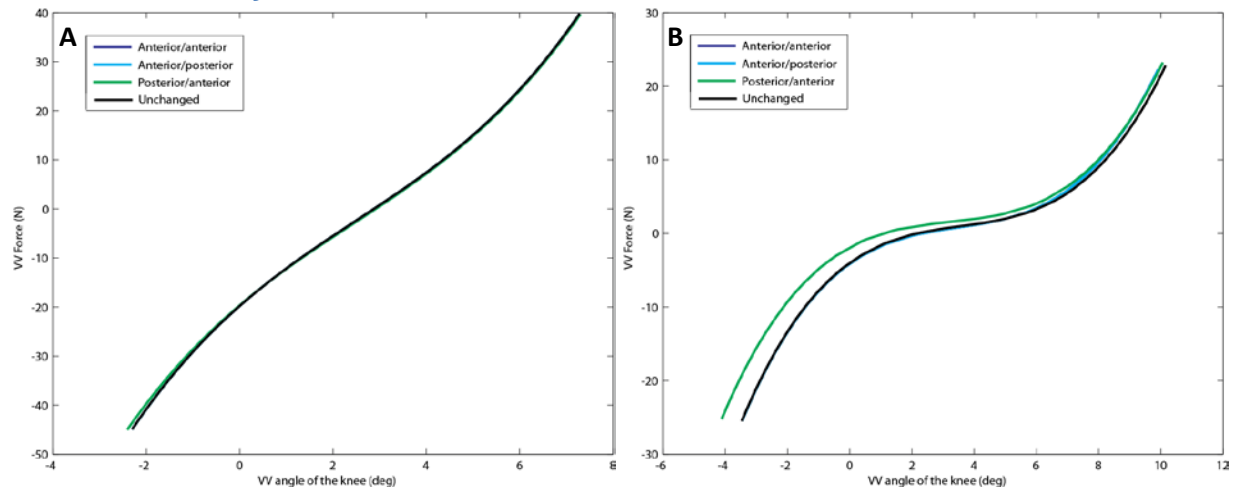 A
Anterior/anterior
Anterior/posterior
Posterior/anterior
Unchanged
40
30
20
10
0
-10
-20
-30
-40
-50
VV Force (N)
-4
-2
0
2
4
6
8
VV angle of the knee (deg)
B
Anterior/anterior
Anterior/posterior
Posterior/anterior
Unchanged
30
20
10
0
-10
-20
-30
VV Force (N)
-6
-4
-2
0
2
4
6
8
10
12
VV angle of the knee (deg)